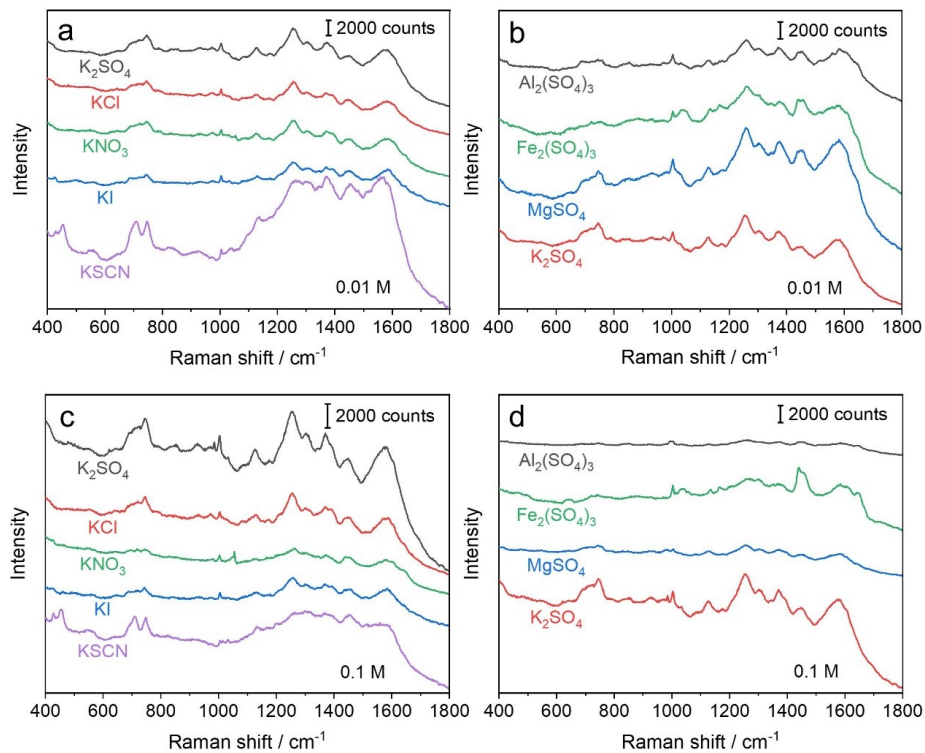 a
2000 counts
K₂SO₄
KCl
KNO₃
KI
KSCN
0.01 M
Intensity
400 600 800 1000 1200 1400 1600 1800
Raman shift / cm⁻¹
b
2000 counts
Al₂(SO₄)₃
Fe₂(SO₄)₃
MgSO₄
K₂SO₄
0.01 M
Intensity
400 600 800 1000 1200 1400 1600 1800
Raman shift / cm⁻¹
c
2000 counts
K₂SO₄
KCl
KNO₃
KI
KSCN
0.1 M
Intensity
400 600 800 1000 1200 1400 1600 1800
Raman shift / cm⁻¹
d
2000 counts
Al₂(SO₄)₃
Fe₂(SO₄)₃
MgSO₄
K₂SO₄
0.1 M
Intensity
400 600 800 1000 1200 1400 1600 1800
Raman shift / cm⁻¹